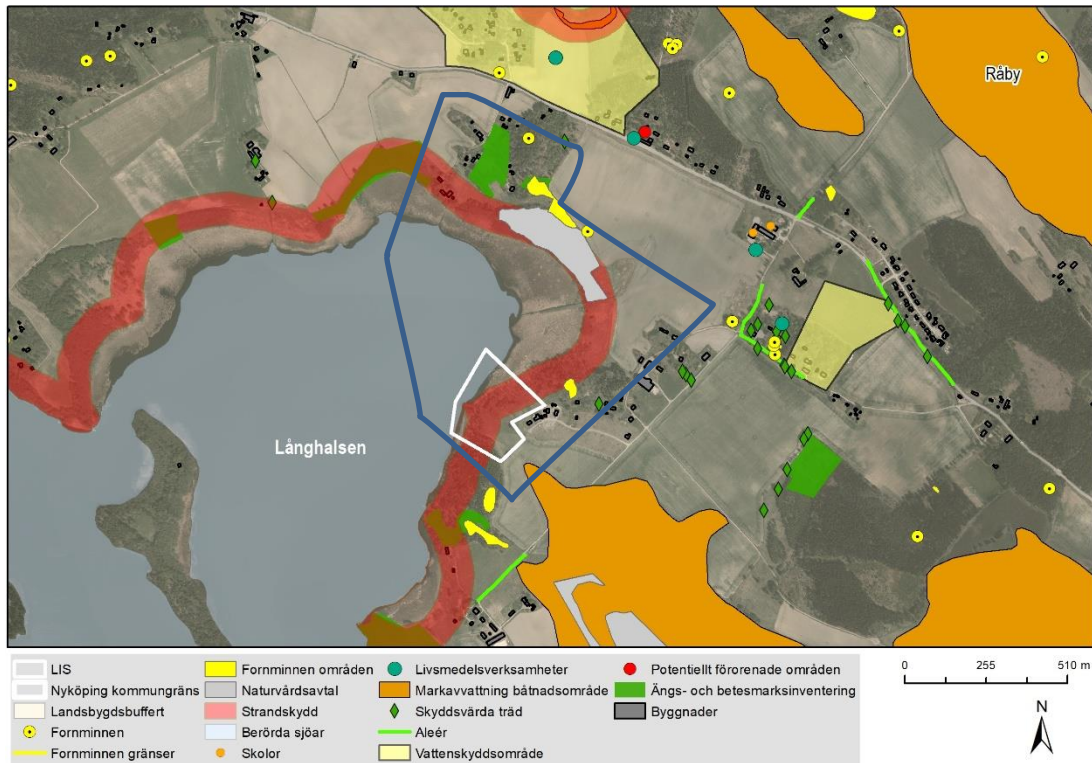 Råby
Långhalsen
LIS
Nyköping kommungräns
Landsbygdsbuffert
Fornminnen
Fornminnen gränser
Fornminnen områden
Naturvårdsavtal
Strandskydd
Berörda sjöar
Skolor
Livsmedelsverksamheter
Markavvattning båtnadsområde
Skyddsvärda träd
Aleér
Vattenskyddsområde
Potentiellt förorenade områden
Ängs- och betesmarksinventering
Byggnader
0 255 510 m
N